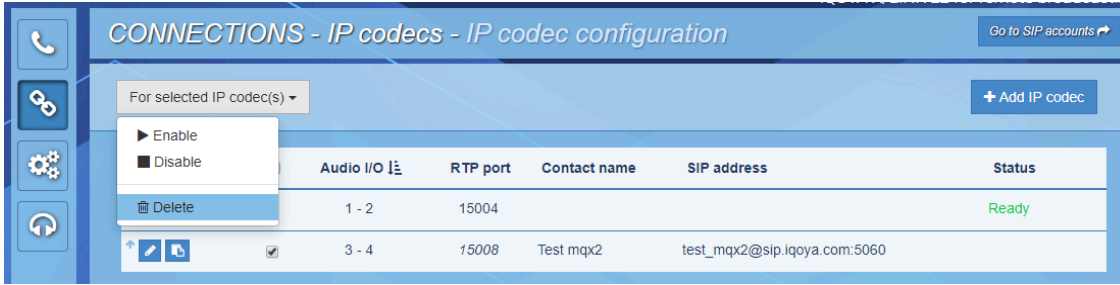 CONNECTIONS - IP codecs - IP codec configuration
Go to SIP accounts
For selected IP codec(s)
+ Add IP codec
Enable
Disable
Delete
Audio I/O RTP port Contact name SIP address Status
1 - 2 15004 Ready
3 - 4 15008 Test mqx2 test_mqx2@sip.iqoya.com:5060